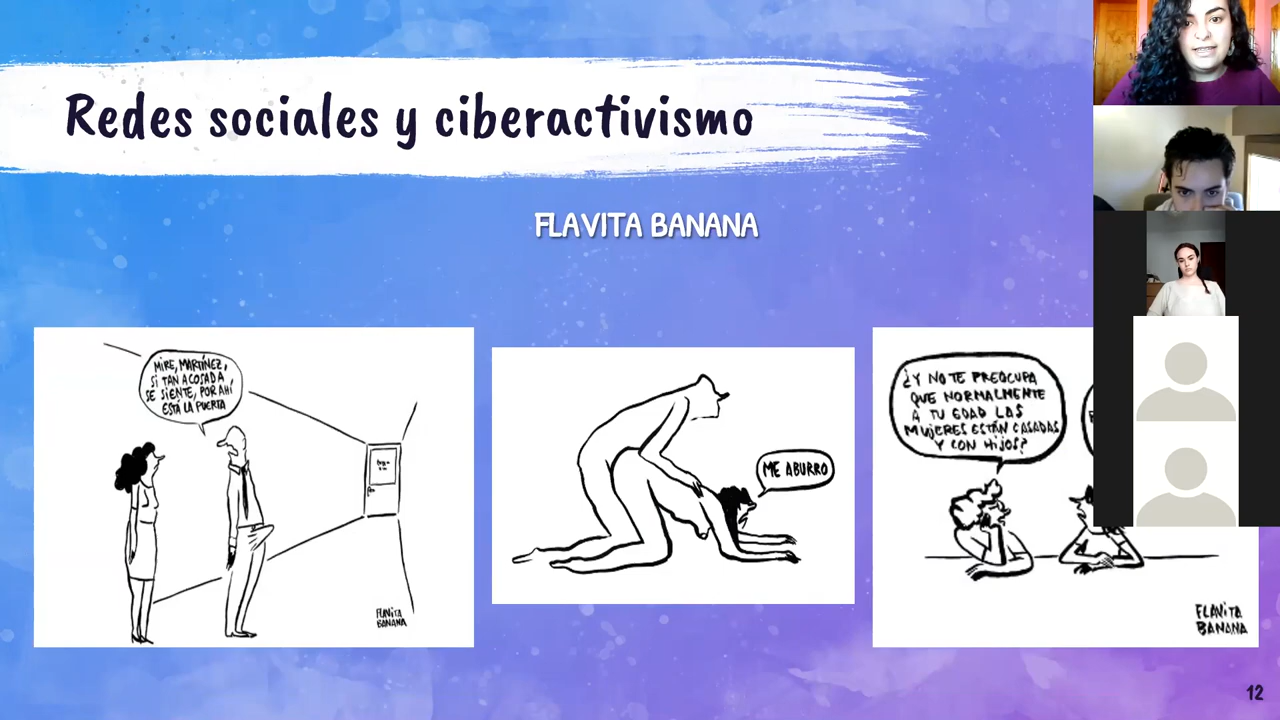 Redes sociales y ciberactivismo
FLAVITA BANANA
MIRE, MARTÍNEZ,
SI TAN ACOSADA
SE SIENTE, POR AHÍ
ESTÁ LA PUERTA
FLAVITA
BANANA
ME ABURRO
¿Y NO TE PREOCUPA
QUE NORMALMENTE
A TU EDAD LAS
MUJERES ESTÁN CASADAS
Y CON HIJOS?
FLAVITA
BANANA
12